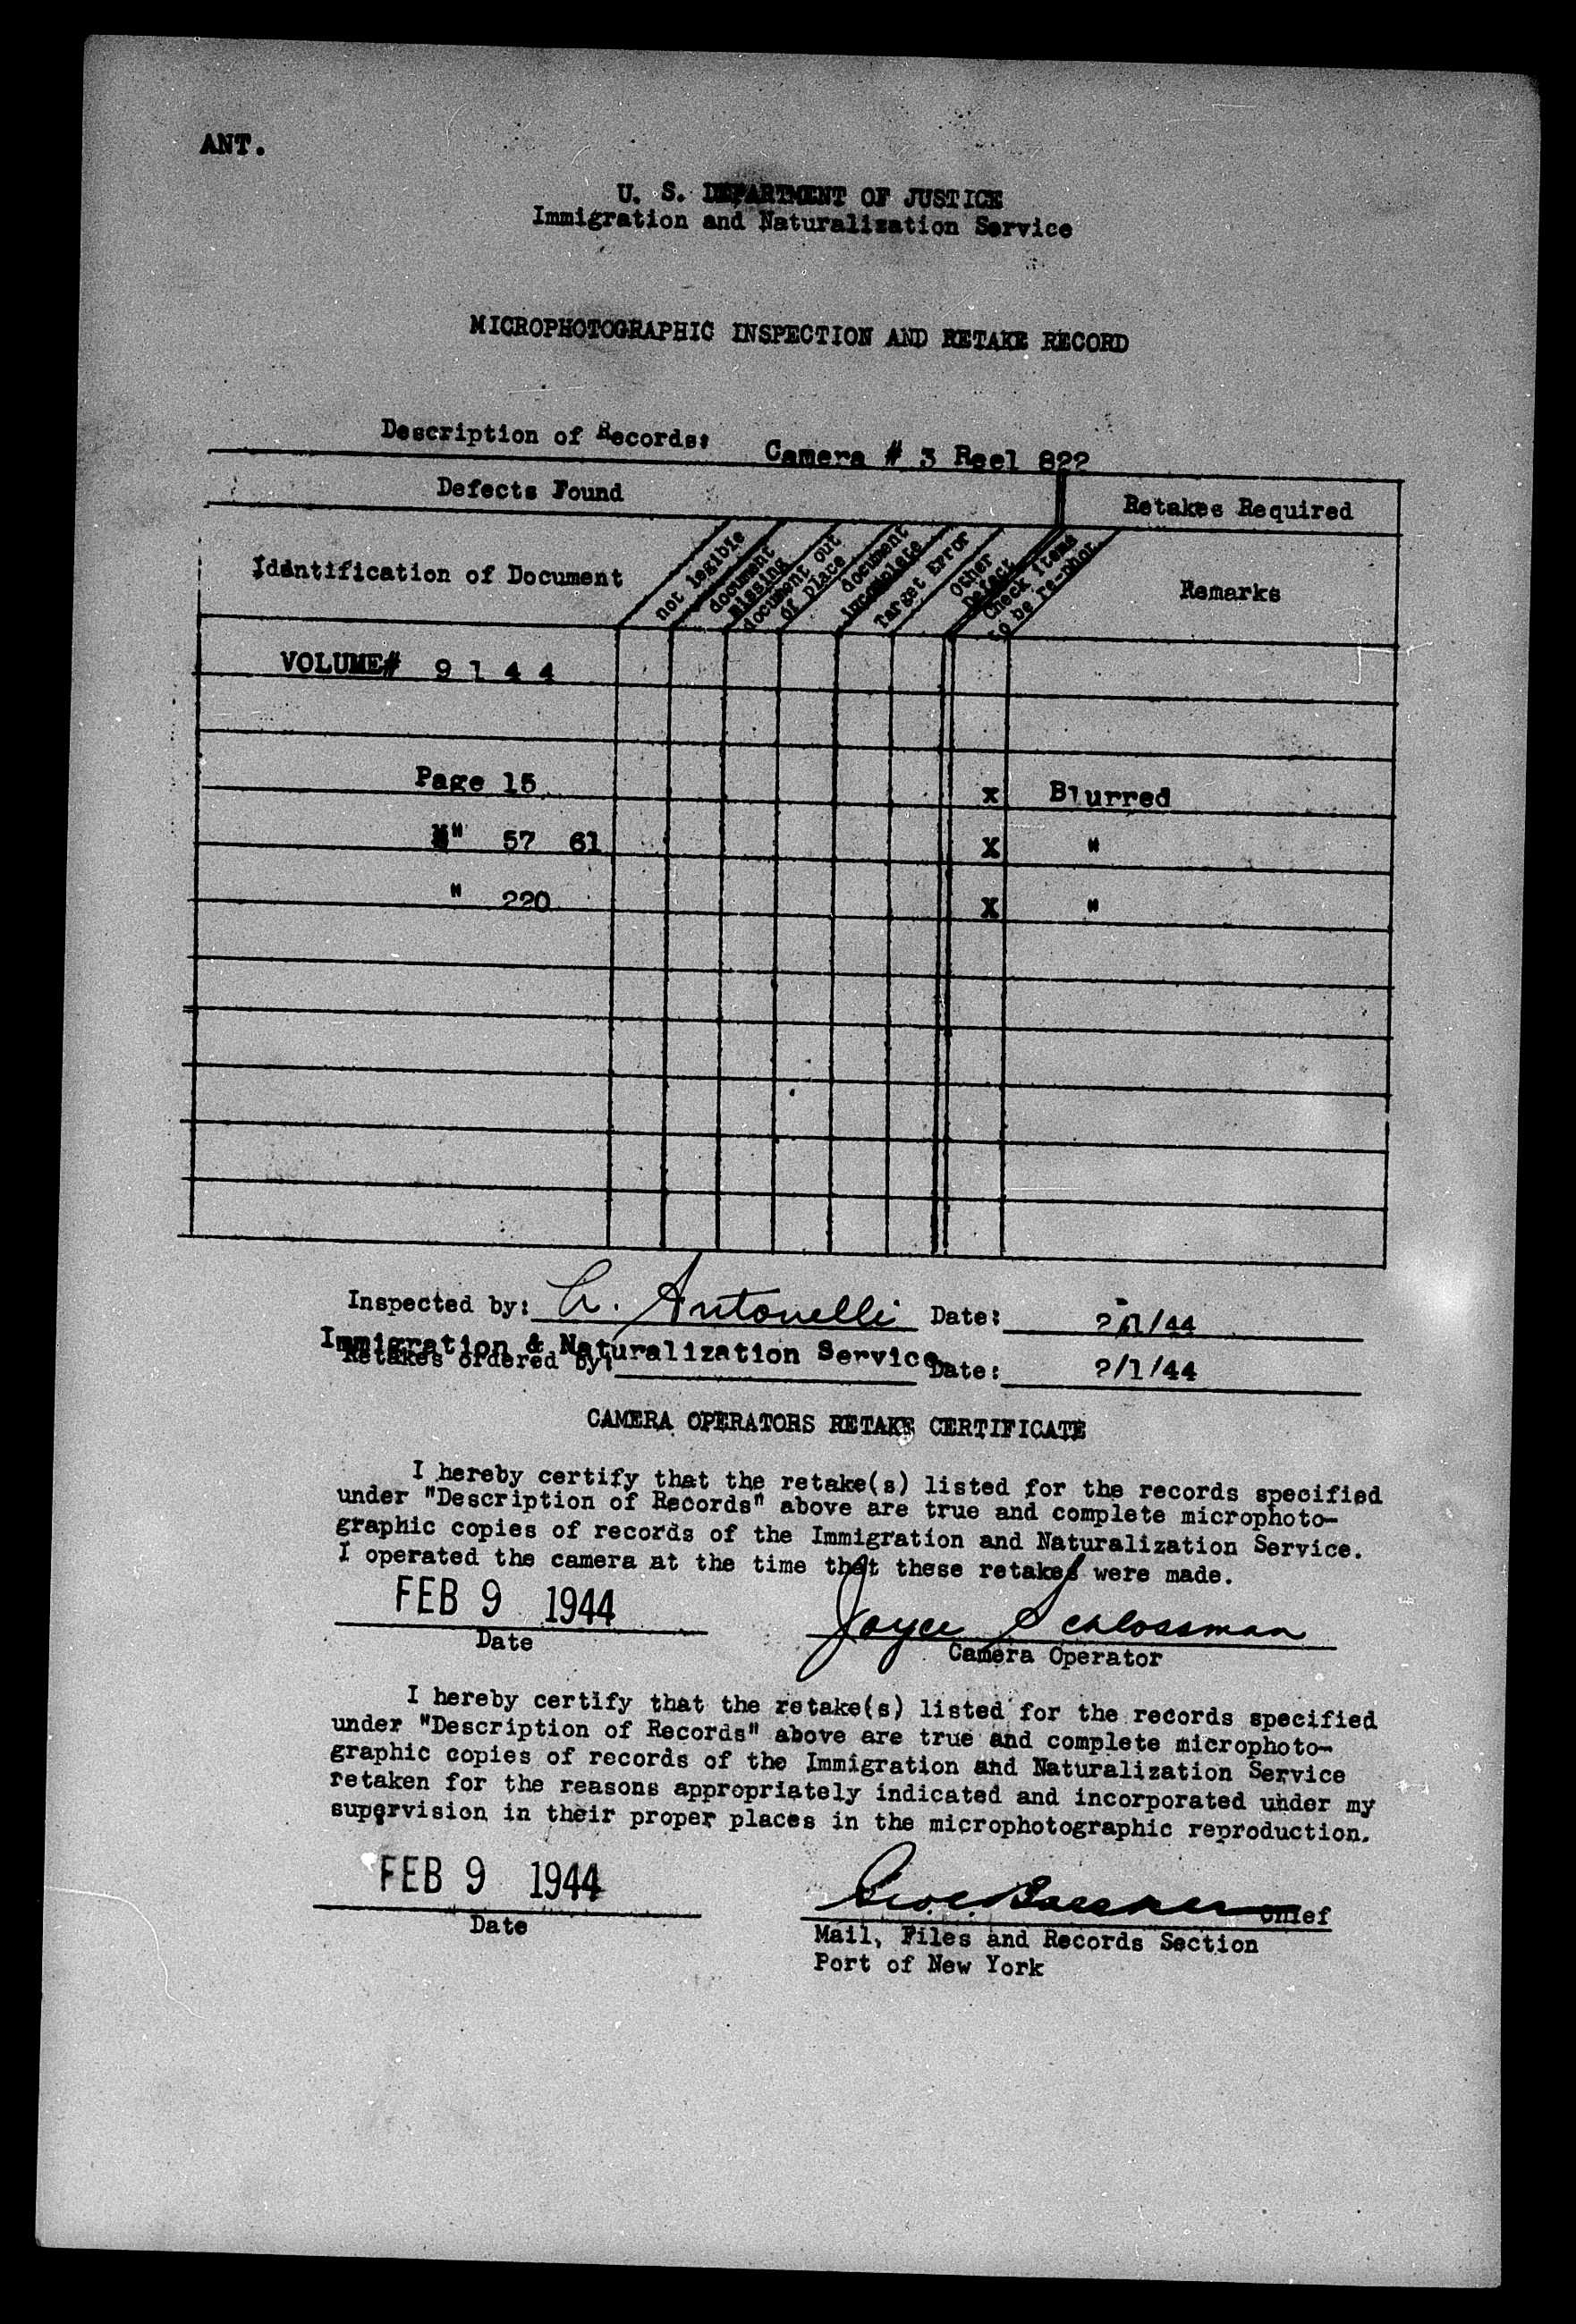 ANT.
U. S. DEPARTMENT OF JUSTICE
Immigration and Naturalization Service
MICROPHOTOGRAPHIC INSPECTION AND RETAKE RECORD
Description of Records: Camera # 3 Reel 822
Defects Found
Retakes Required
Identification of Document
not legible
document missing
document out of place
document incomplete
Target Error
Other Defect
Check items to be re-phot.
Remarks
VOLUME# 9 1 4 4
Page 15 x Blurred
" 57 61 X "
" 220 X "
Inspected by: A. Antonelli Date: 2/1/44
Immigration & Naturalization Service
Retakes ordered by: Date: 2/1/44
CAMERA OPERATORS RETAKE CERTIFICATE
I hereby certify that the retake(s) listed for the records specified
under "Description of Records" above are true and complete microphoto-
graphic copies of records of the Immigration and Naturalization Service.
I operated the camera at the time that these retakes were made.
FEB 9 1944 Joyce Schlossman
Date Camera Operator
I hereby certify that the retake(s) listed for the records specified
under "Description of Records" above are true and complete microphoto-
graphic copies of records of the Immigration and Naturalization Service
retaken for the reasons appropriately indicated and incorporated under my
supervision in their proper places in the microphotographic reproduction.
FEB 9 1944 Chief
Date Mail, Files and Records Section
Port of New York